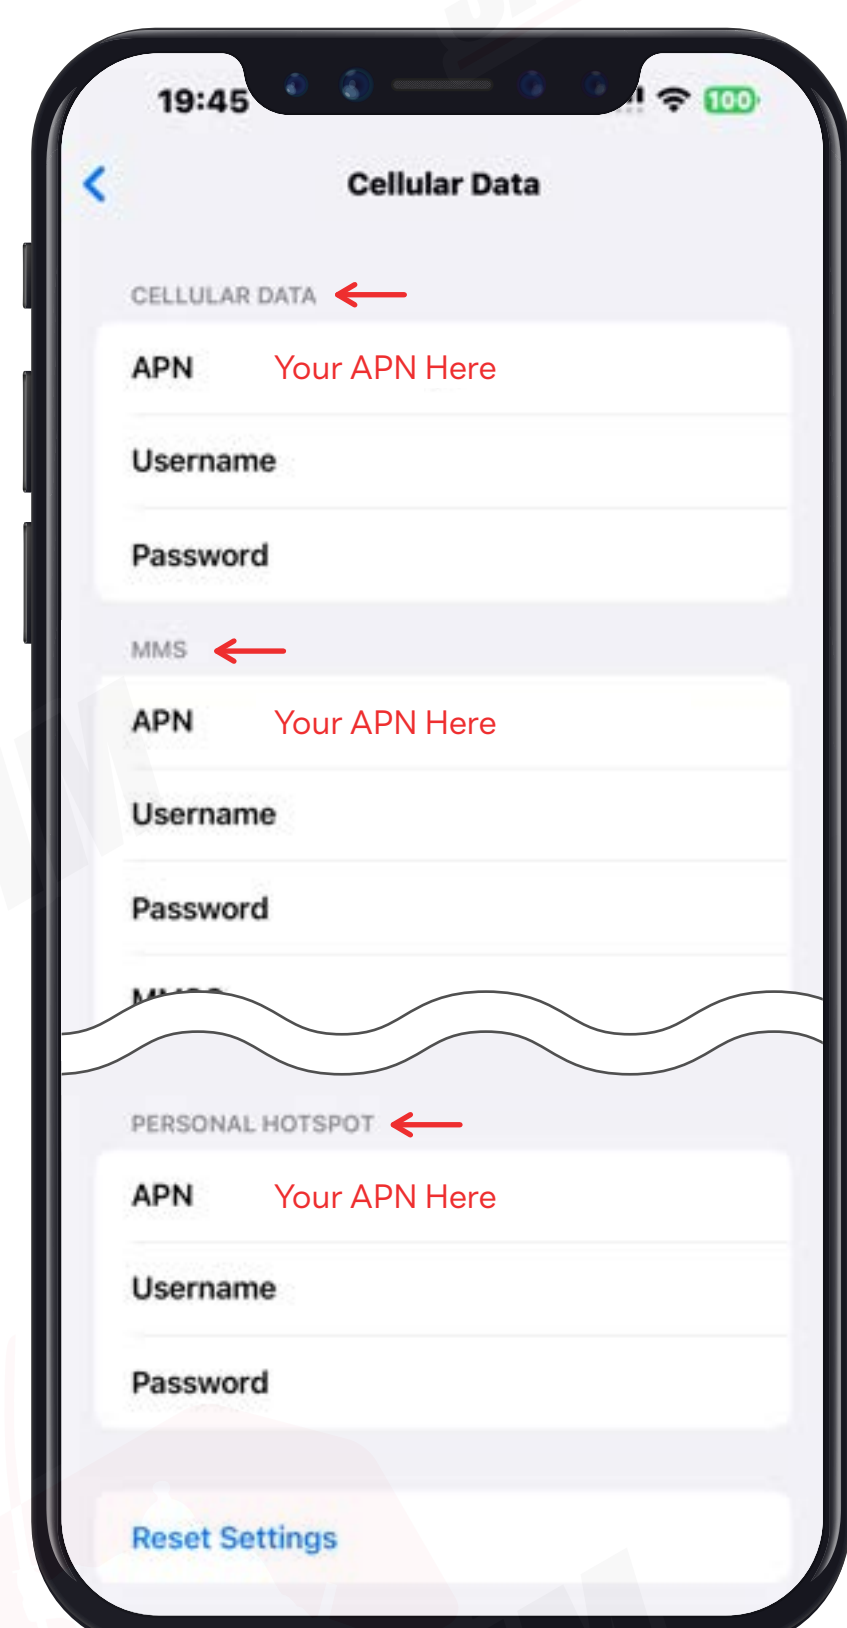 19:45
100
Cellular Data
CELLULAR DATA
APN Your APN Here
Username
Password
MMS
APN Your APN Here
Username
Password
PERSONAL HOTSPOT
APN Your APN Here
Username
Password
Reset Settings